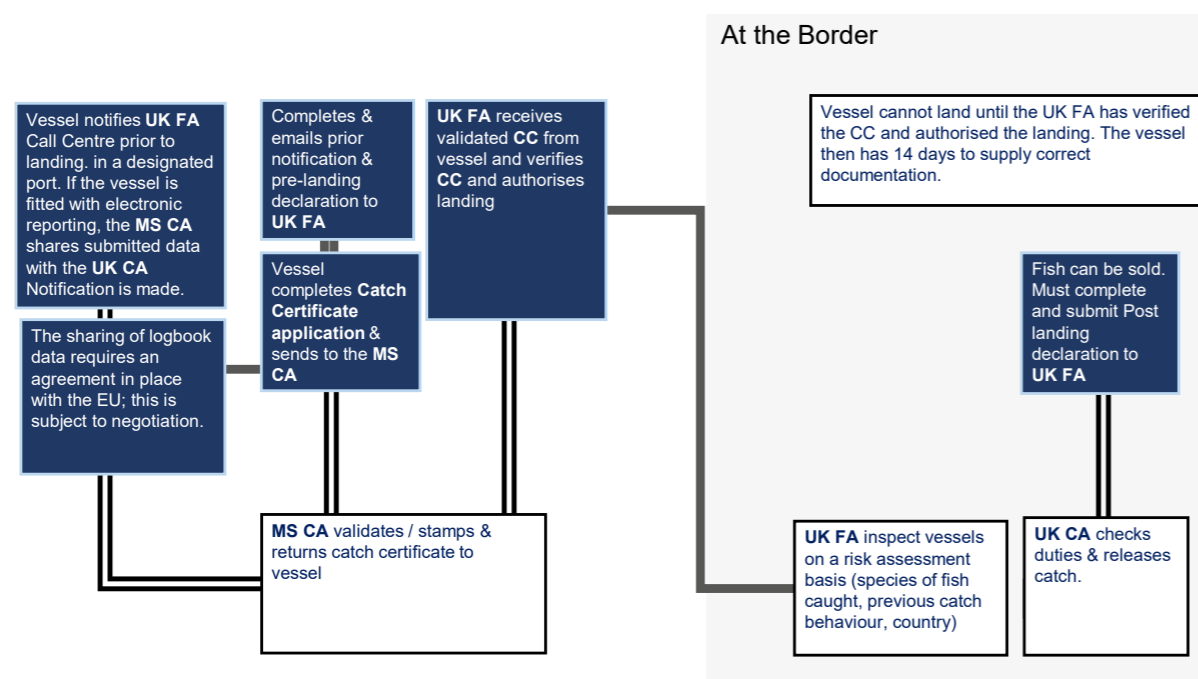 At the Border
Vessel notifies UK FA
Call Centre prior to
landing. in a designated
port. If the vessel is
fitted with electronic
reporting, the MS CA
shares submitted data
with the UK CA
Notification is made.
The sharing of logbook
data requires an
agreement in place
with the EU; this is
subject to negotiation.
Completes &
emails prior
notification &
pre-landing
declaration to
UK FA
Vessel
completes Catch
Certificate
application &
sends to the MS
CA
UK FA receives
validated CC from
vessel and verifies
CC and authorises
landing
MS CA validates / stamps &
returns catch certificate to
vessel
Vessel cannot land until the UK FA has verified
the CC and authorised the landing. The vessel
then has 14 days to supply correct
documentation.
UK FA inspect vessels
on a risk assessment
basis (species of fish
caught, previous catch
behaviour, country)
Fish can be sold.
Must complete
and submit Post
landing
declaration to
UK FA
UK CA checks
duties & releases
catch.